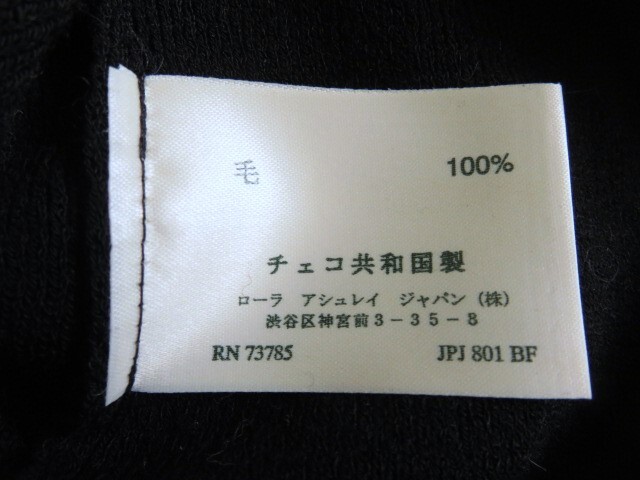 毛 100%
チェコ共和国製
ローラ アシュレイ ジャパン (株)
渋谷区神宮前3-35-8
RN 73785 JPJ 801 BF